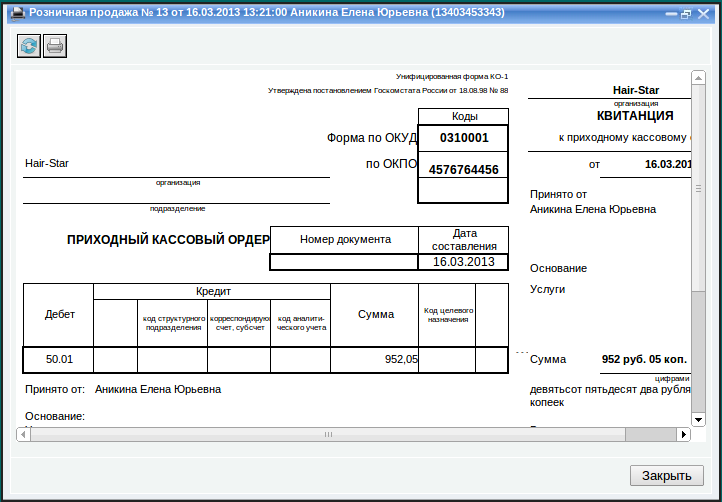 Розничная продажа № 13 от 16.03.2013 13:21:00 Аникина Елена Юрьевна (13403453343)
Унифицированная форма КО-1
Утверждена постановлением Госкомстата России от 18.08.98 № 88
Коды
Форма по ОКУД 0310001
Hair-Star
по ОКПО 4576764456
организация
подразделение
ПРИХОДНЫЙ КАССОВЫЙ ОРДЕР
Номер документа
Дата
составления
16.03.2013
Дебет
Кредит
код структурного
подразделения
корреспондирую
счет, субсчет
код аналити-
ческого учета
Сумма
Код целевого
назначения
50.01
952,05
Принято от: Аникина Елена Юрьевна
Основание:
Hair-Star
организация
КВИТАНЦИЯ
к приходному кассовому
от 16.03.201
Принято от
Аникина Елена Юрьевна
Основание
Услуги
Сумма 952 руб. 05 коп.
цифрами
девятьсот пятьдесят два рубля
копеек
Закрыть